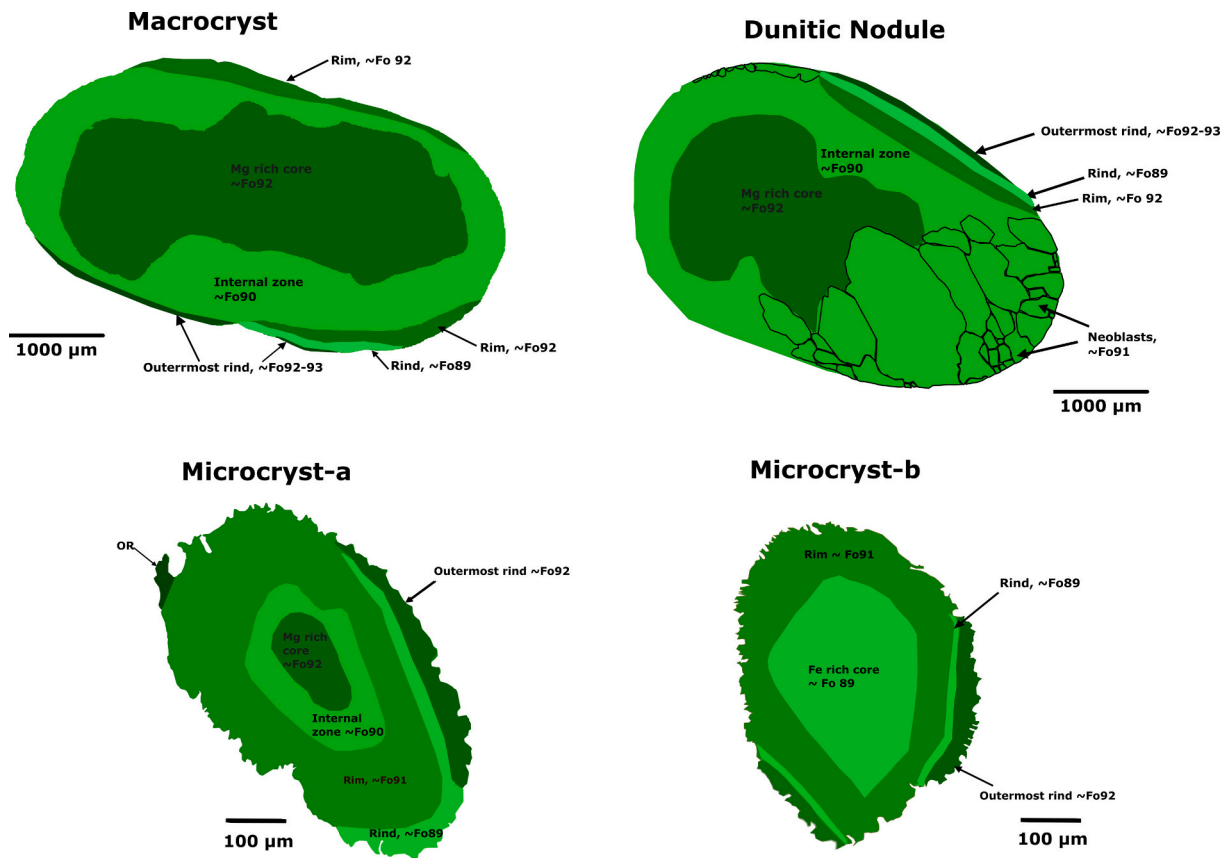 Macrocryst
Rim, ~Fo 92
Mg rich core
~Fo92
Internal zone
~Fo90
1000 µm
Outerrmost rind, ~Fo92-93
Rind, ~Fo89
Rim, ~Fo92
Dunitic Nodule
Outerrmost rind, ~Fo92-93
Internal zone
~Fo90
Rind, ~Fo89
Mg rich core
~Fo92
Rim, ~Fo 92
Neoblasts,
~Fo91
1000 µm
Microcryst-a
OR
Outermost rind ~Fo92
Mg rich
core
~Fo92
Internal
zone ~Fo90
Rim, ~Fo91
Rind, ~Fo89
100 µm
Microcryst-b
Rim ~ Fo91
Rind, ~Fo89
Fe rich core
~ Fo 89
Outermost rind ~Fo92
100 µm